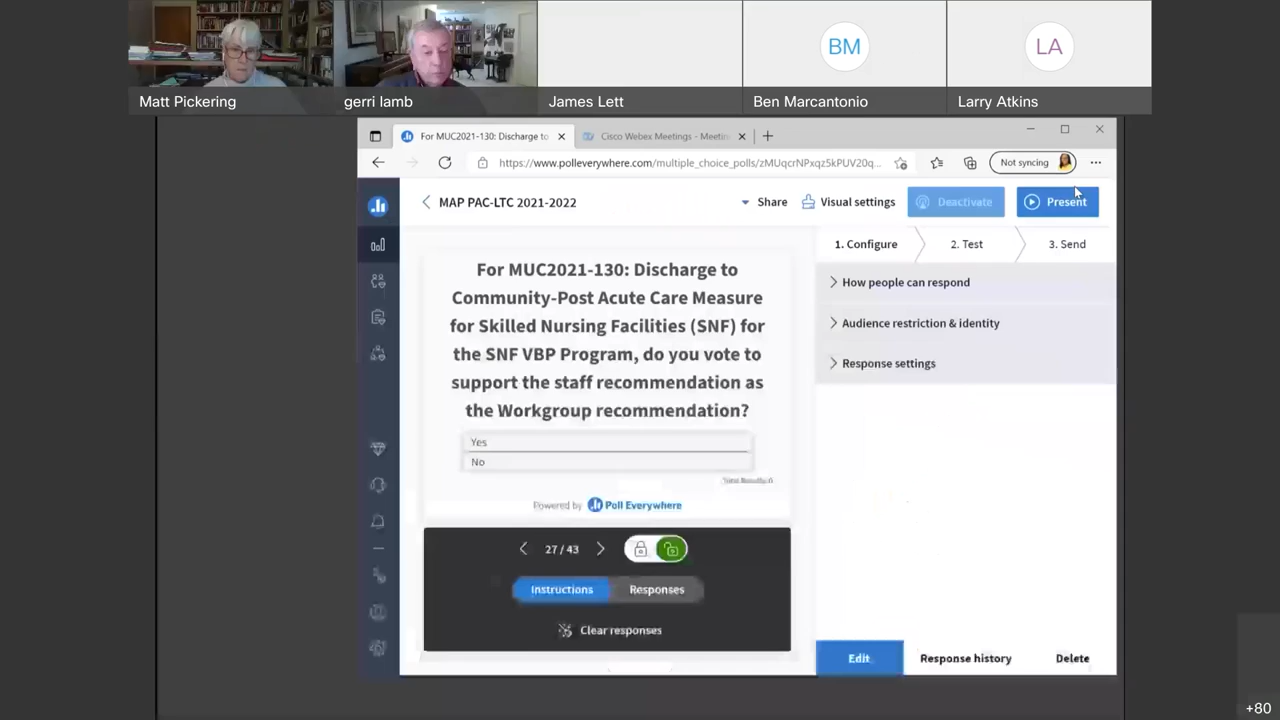 BM
LA
Matt Pickering
gerri lamb
James Lett
Ben Marcantonio
Larry Atkins
For MUC2021-130: Discharge to
Cisco Webex Meetings - Meetin
https://www.polleverywhere.com/multiple_choice_polls/zMUqcrNPxqz5kPUV20q...
Not syncing
MAP PAC-LTC 2021-2022
Share
Visual settings
Deactivate
Present
1. Configure
2. Test
3. Send
How people can respond
Audience restriction & identity
Response settings
For MUC2021-130: Discharge to
Community-Post Acute Care Measure
for Skilled Nursing Facilities (SNF) for
the SNF VBP Program, do you vote to
support the staff recommendation as
the Workgroup recommendation?
Yes
No
Powered by Poll Everywhere
27 / 43
Instructions
Responses
Clear responses
Edit
Response history
Delete
+80